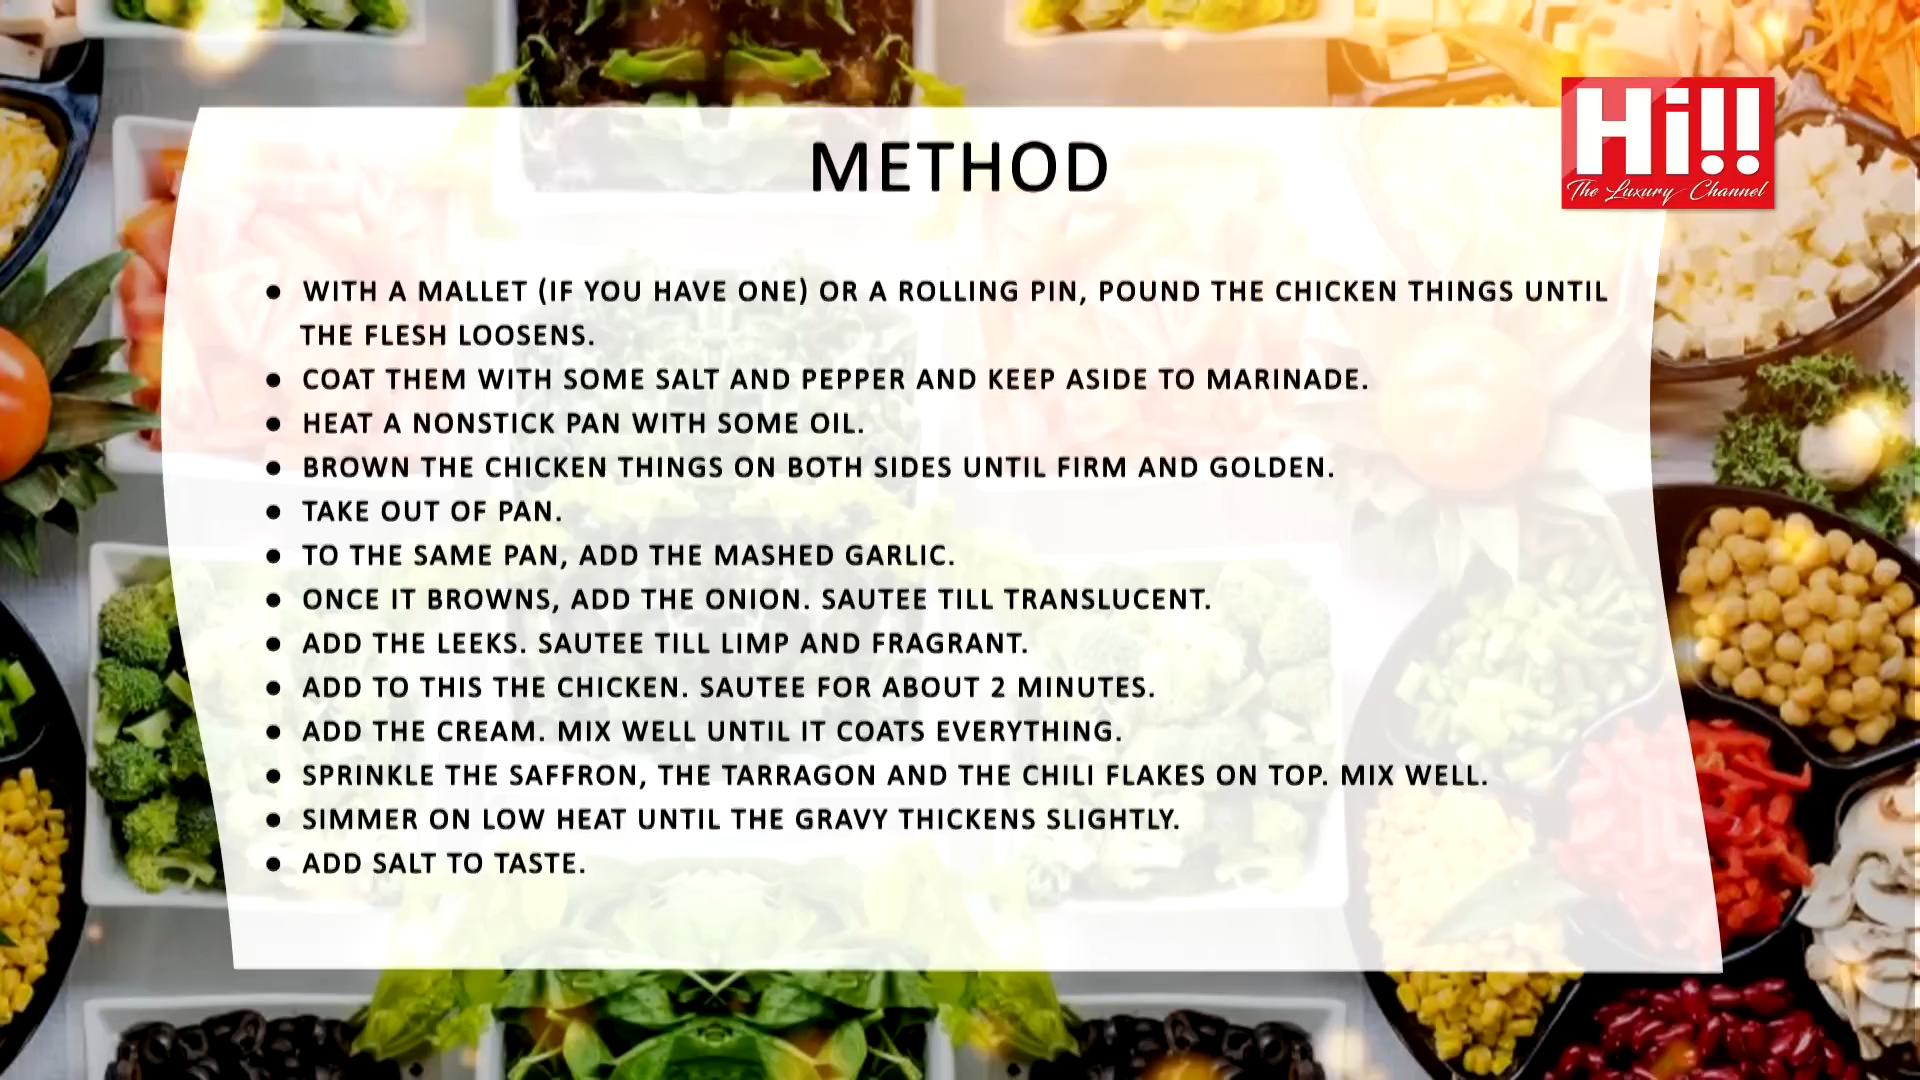 Hi!!
The Luxury Channel
METHOD
● WITH A MALLET (IF YOU HAVE ONE) OR A ROLLING PIN, POUND THE CHICKEN THINGS UNTIL
THE FLESH LOOSENS.
● COAT THEM WITH SOME SALT AND PEPPER AND KEEP ASIDE TO MARINADE.
● HEAT A NONSTICK PAN WITH SOME OIL.
● BROWN THE CHICKEN THINGS ON BOTH SIDES UNTIL FIRM AND GOLDEN.
● TAKE OUT OF PAN.
● TO THE SAME PAN, ADD THE MASHED GARLIC.
● ONCE IT BROWNS, ADD THE ONION. SAUTEE TILL TRANSLUCENT.
● ADD THE LEEKS. SAUTEE TILL LIMP AND FRAGRANT.
● ADD TO THIS THE CHICKEN. SAUTEE FOR ABOUT 2 MINUTES.
● ADD THE CREAM. MIX WELL UNTIL IT COATS EVERYTHING.
● SPRINKLE THE SAFFRON, THE TARRAGON AND THE CHILI FLAKES ON TOP. MIX WELL.
● SIMMER ON LOW HEAT UNTIL THE GRAVY THICKENS SLIGHTLY.
● ADD SALT TO TASTE.